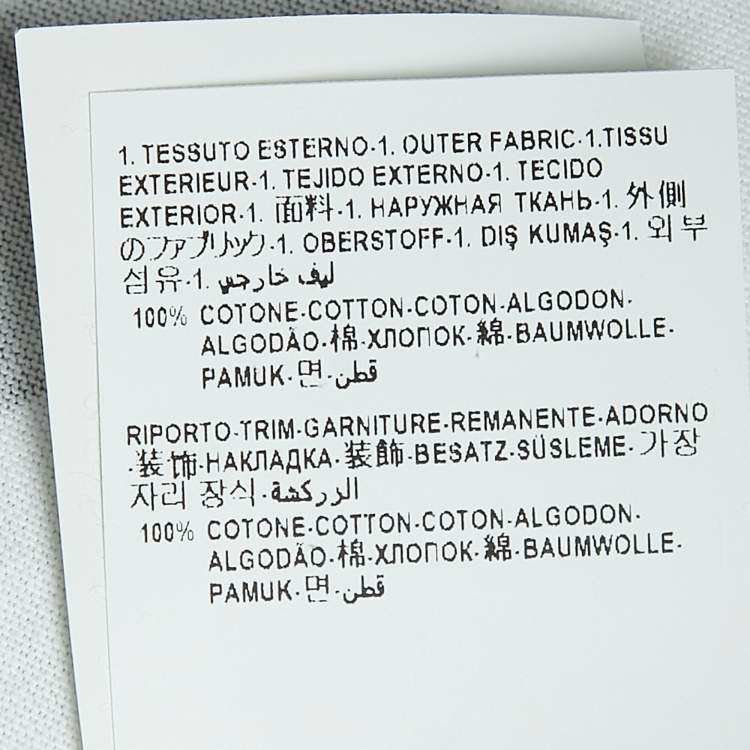 1. TESSUTO ESTERNO-1. OUTER FABRIC-1.TISSU
EXTERIEUR-1. TEJIDO EXTERNO-1. TECIDO
EXTERIOR-1. 面料-1. НАРУЖНАЯ ТКАНЬ-1. 外側
のファブリック-1. OBERSTOFF-1. DIŞ KUMAŞ-1. 외부
섬유-1. ليف خارجي
100% COTONE-COTTON-COTON-ALGODON-
ALGODÃO-棉-ХЛОПОК-綿-BAUMWOLLE-
PAMUK-면-قطن
RIPORTO-TRIM-GARNITURE-REMANENTE-ADORNO
-装饰-НАКЛАДКА-装飾-BESATZ-SÜSLEME-가장
자리 장식-الزركشة
100% COTONE-COTTON-COTON-ALGODON-
ALGODÃO-棉-ХЛОПОК-綿-BAUMWOLLE-
PAMUK-면-قطن